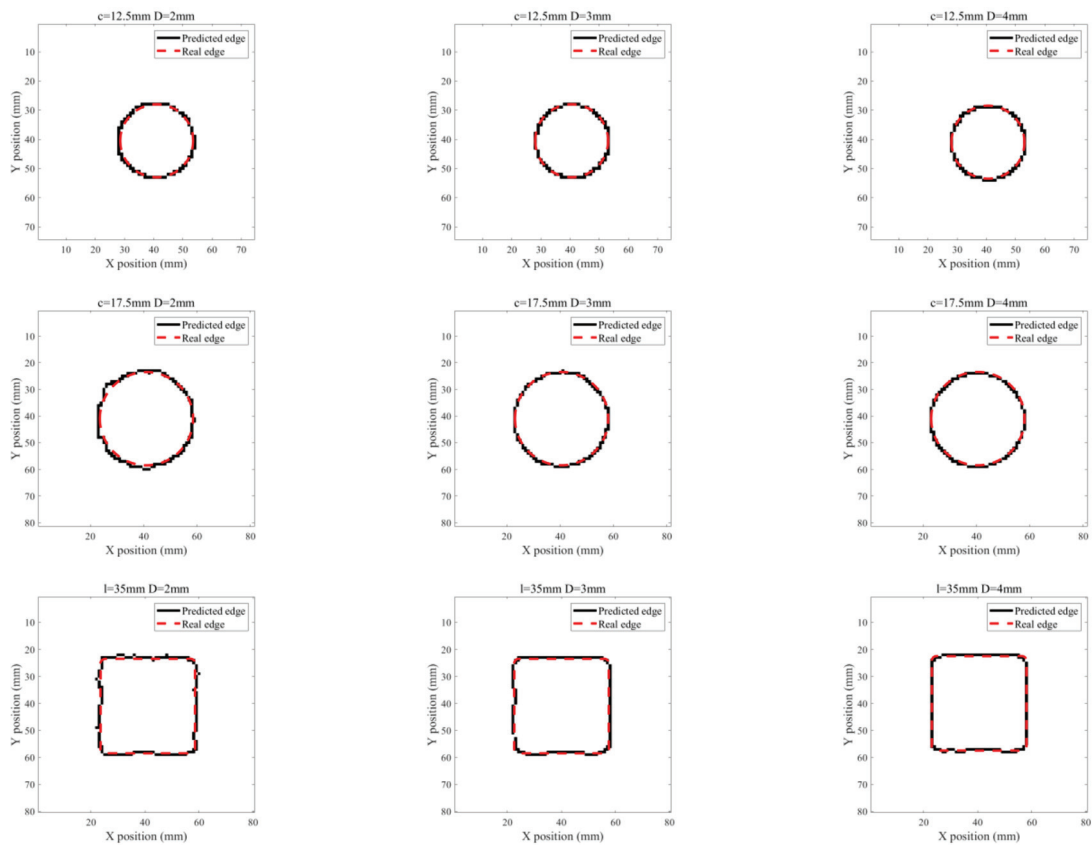 c=12.5mm D=2mm
Predicted edge
Real edge
10
20
30
40
50
60
70
Y position (mm)
10 20 30 40 50 60 70
X position (mm)
c=12.5mm D=3mm
Predicted edge
Real edge
10
20
30
40
50
60
70
Y position (mm)
10 20 30 40 50 60 70
X position (mm)
c=12.5mm D=4mm
Predicted edge
Real edge
10
20
30
40
50
60
70
Y position (mm)
10 20 30 40 50 60 70
X position (mm)
c=17.5mm D=2mm
Predicted edge
Real edge
10
20
30
40
50
60
70
80
Y position (mm)
20 40 60 80
X position (mm)
c=17.5mm D=3mm
Predicted edge
Real edge
10
20
30
40
50
60
70
80
Y position (mm)
20 40 60 80
X position (mm)
c=17.5mm D=4mm
Predicted edge
Real edge
10
20
30
40
50
60
70
80
Y position (mm)
20 40 60 80
X position (mm)
l=35mm D=2mm
Predicted edge
Real edge
10
20
30
40
50
60
70
80
Y position (mm)
20 40 60 80
X position (mm)
l=35mm D=3mm
Predicted edge
Real edge
10
20
30
40
50
60
70
80
Y position (mm)
20 40 60 80
X position (mm)
l=35mm D=4mm
Predicted edge
Real edge
10
20
30
40
50
60
70
80
Y position (mm)
20 40 60 80
X position (mm)